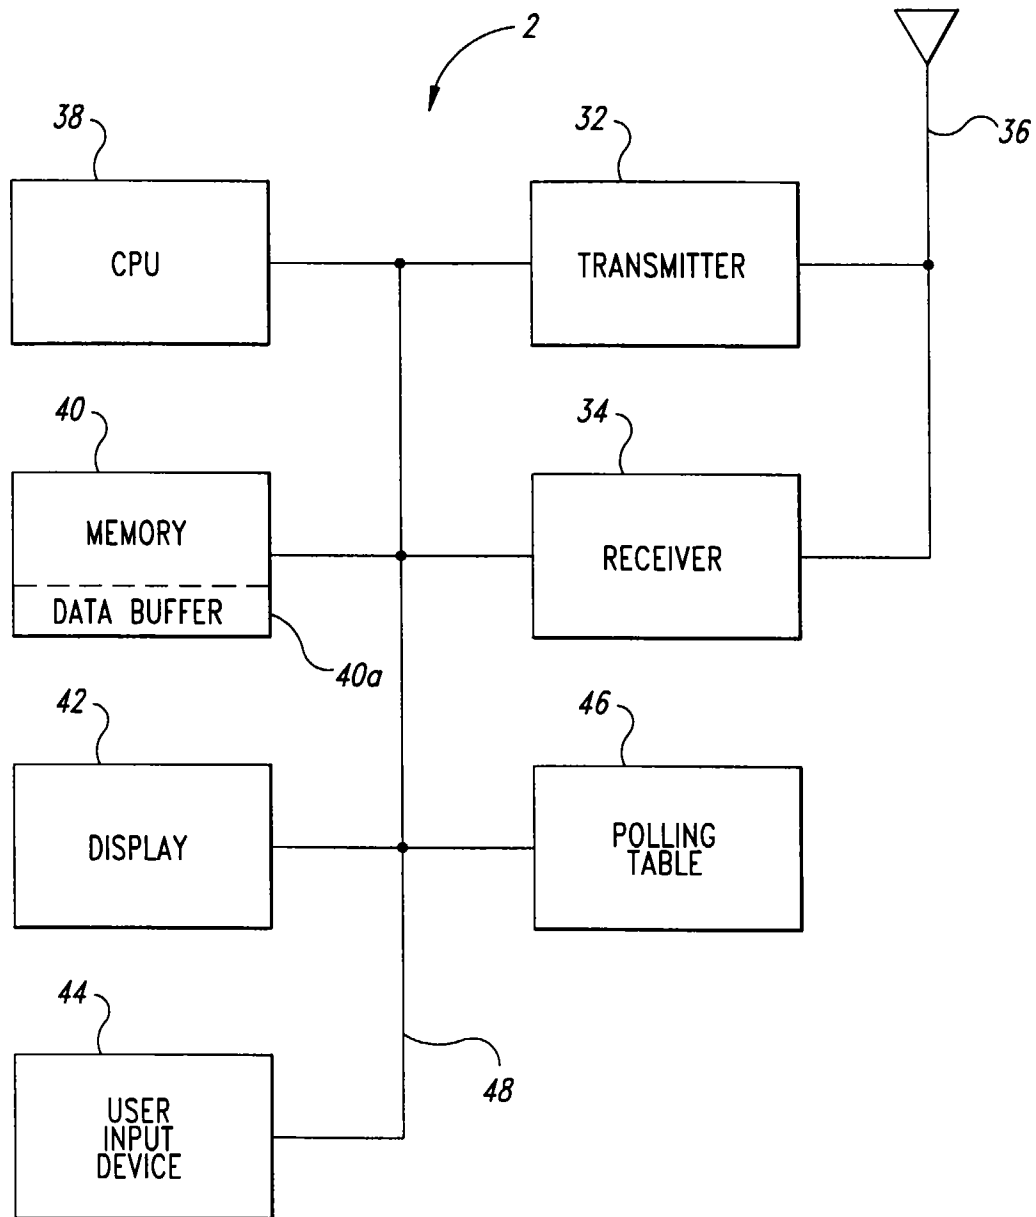 2
38
32
36
CPU
TRANSMITTER
40
34
MEMORY
DATA BUFFER
RECEIVER
40a
42
46
DISPLAY
POLLING
TABLE
44
48
USER
INPUT
DEVICE